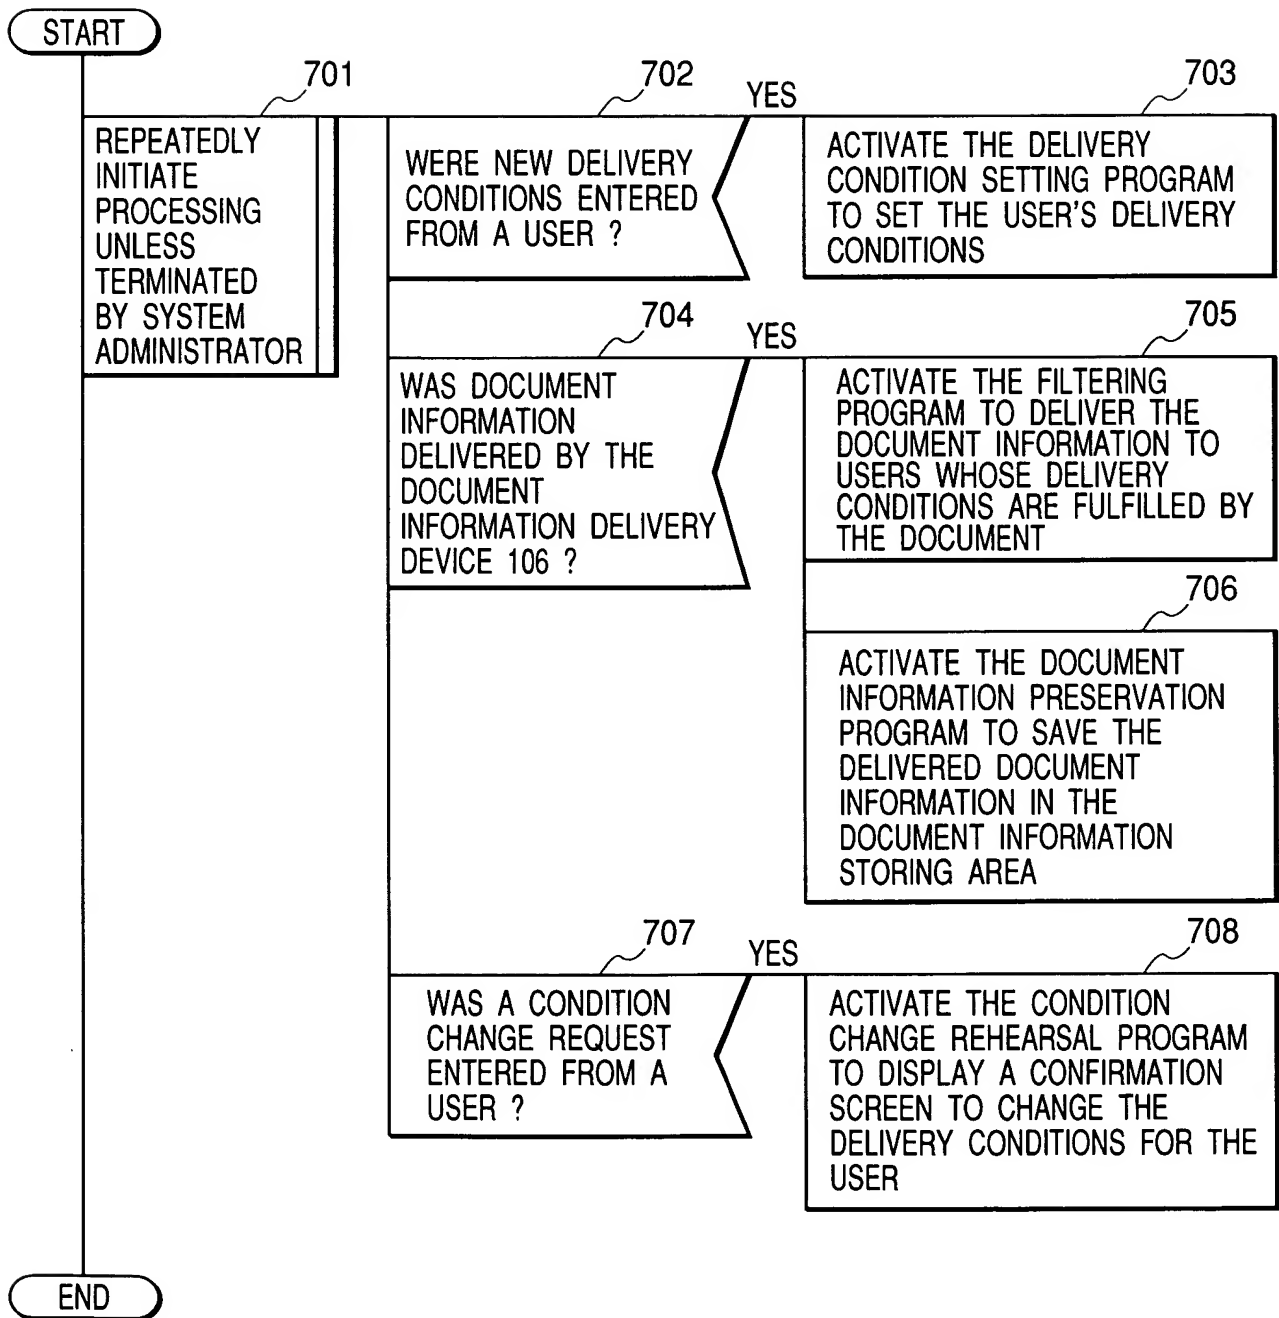 START
701
REPEATEDLY
INITIATE
PROCESSING
UNLESS
TERMINATED
BY SYSTEM
ADMINISTRATOR
702
WERE NEW DELIVERY
CONDITIONS ENTERED
FROM A USER ?
YES
703
ACTIVATE THE DELIVERY
CONDITION SETTING PROGRAM
TO SET THE USER'S DELIVERY
CONDITIONS
704
WAS DOCUMENT
INFORMATION
DELIVERED BY THE
DOCUMENT
INFORMATION DELIVERY
DEVICE 106 ?
YES
705
ACTIVATE THE FILTERING
PROGRAM TO DELIVER THE
DOCUMENT INFORMATION TO
USERS WHOSE DELIVERY
CONDITIONS ARE FULFILLED BY
THE DOCUMENT
706
ACTIVATE THE DOCUMENT
INFORMATION PRESERVATION
PROGRAM TO SAVE THE
DELIVERED DOCUMENT
INFORMATION IN THE
DOCUMENT INFORMATION
STORING AREA
707
WAS A CONDITION
CHANGE REQUEST
ENTERED FROM A
USER ?
YES
708
ACTIVATE THE CONDITION
CHANGE REHEARSAL PROGRAM
TO DISPLAY A CONFIRMATION
SCREEN TO CHANGE THE
DELIVERY CONDITIONS FOR THE
USER
END